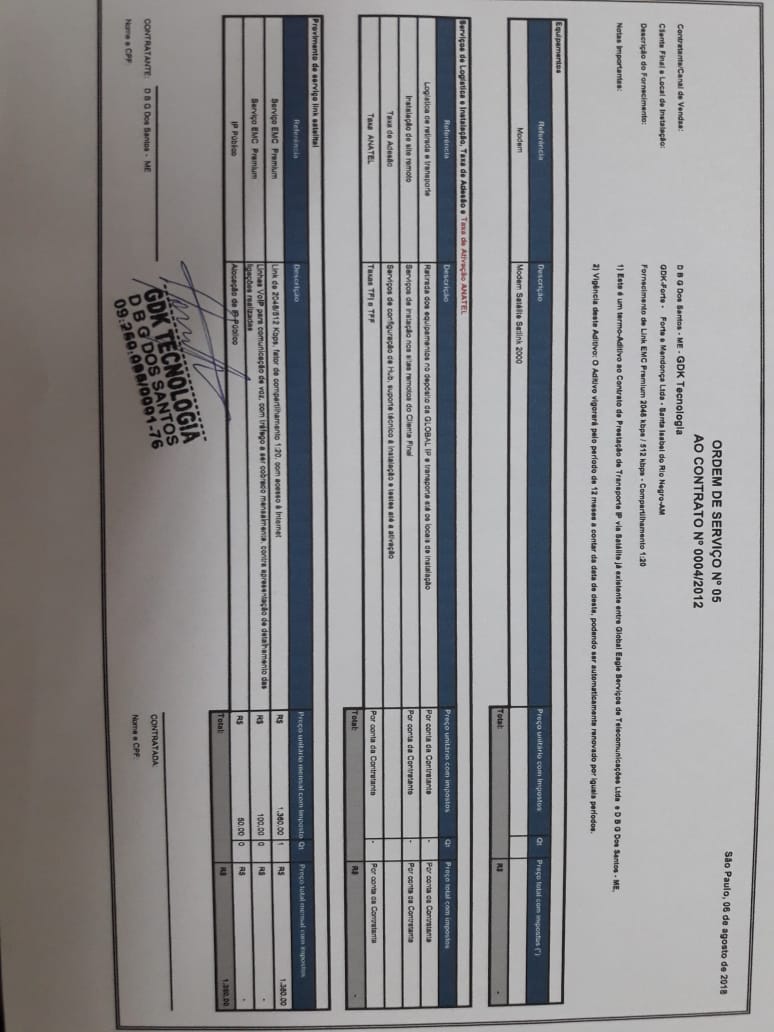 São Paulo, 06 de agosto de 2018
ORDEM DE SERVIÇO Nº 05
AO CONTRATO Nº 0004/2012
Contratante/Canal de Vendas: D B G Dos Santos - ME - GDK Tecnologia
Cliente Final e Local de Instalação: GDK-Forte - Forte e Mendonça Ltda - Santa Isabel do Rio Negro-AM
Descrição do Fornecimento: Fornecimento de Link EMC Premium 2048 kbps / 512 kbps - Compartilhamento 1:20
Notas Importantes: 1) Este é um termo-Aditivo ao Contrato de Prestação de Transporte IP via Satélite já existente entre Global Eagle Serviços de Telecomunicações Ltda e D B G Dos Santos - ME,
2) Vigência deste Aditivo: O Aditivo vigorará pelo período de 12 meses a contar da data de desta, podendo ser automaticamente renovado por iguais períodos.
Equipamentos
Referência Descrição Preço unitário com impostos Qt Preço total com impostos (*)
Modem Modem Satélite Satlink 2000
Total: R$ -
Serviços de Logística e Instalação, Taxa de Adesão e Taxa de Ativação ANATEL
Referência Descrição Preço unitário com impostos Qt Preço total com impostos
Logística de retirada e transporte Retirada dos equipamentos no depósito da GLOBAL IP e transporte até os locais de instalação Por conta da Contratante - Por conta da Contratante
Instalação de site remoto Serviços de instalação nos sites remotos do Cliente Final Por conta da Contratante - Por conta da Contratante
Taxa de Adesão Serviços de configuração de Hub, suporte técnico à instalação e testes até a ativação
Taxa ANATEL Taxas TFI e TFF Por conta da Contratante - Por conta da Contratante
Total: R$ -
Provimento de serviço link satelital
Referência Descrição Preço unitário mensal com imposto Qt Preço total mensal com impostos
Serviço EMC Premium Link de 2048/512 Kbps, fator de compartilhamento 1:20, com acesso à Internet R$ 1.360,00 1 R$ 1.360,00
Serviço EMC Premium Linhas VoIP para comunicação de voz, com tráfego a ser cobrado mensalmente, contra apresentação de detalhamento das
ligações realizadas R$ 100,00 0 R$ -
IP Público Alocação de IP Público R$ 50,00 0 R$ -
Total: R$ 1.360,00
CONTRATANTE: D B G Dos Santos - ME
Nome e CPF:
CONTRATADA:
Nome e CPF:
GDK TECNOLOGIA
D B G DOS SANTOS